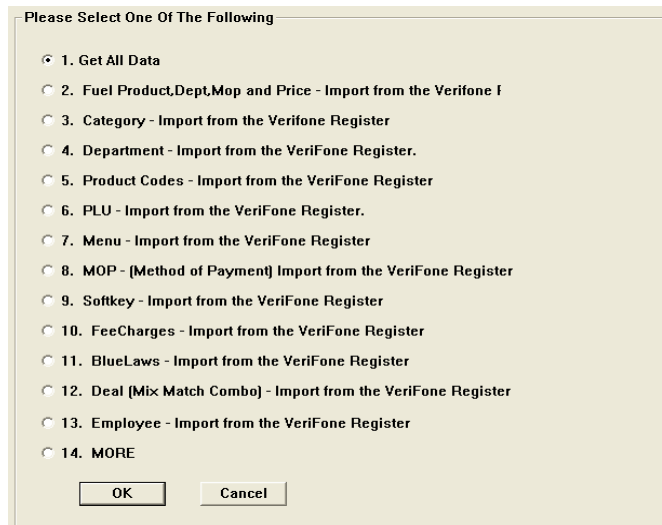 Please Select One Of The Following
1. Get All Data
2. Fuel Product,Dept,Mop and Price - Import from the Verifone
3. Category - Import from the Verifone Register
4. Department - Import from the VeriFone Register.
5. Product Codes - Import from the VeriFone Register
6. PLU - Import from the VeriFone Register.
7. Menu - Import from the VeriFone Register
8. MOP - (Method of Payment) Import from the VeriFone Register
9. Softkey - Import from the VeriFone Register
10. FeeCharges - Import from the VeriFone Register
11. BlueLaws - Import from the VeriFone Register
12. Deal (Mix Match Combo) - Import from the VeriFone Register
13. Employee - Import from the VeriFone Register
14. MORE
OK Cancel